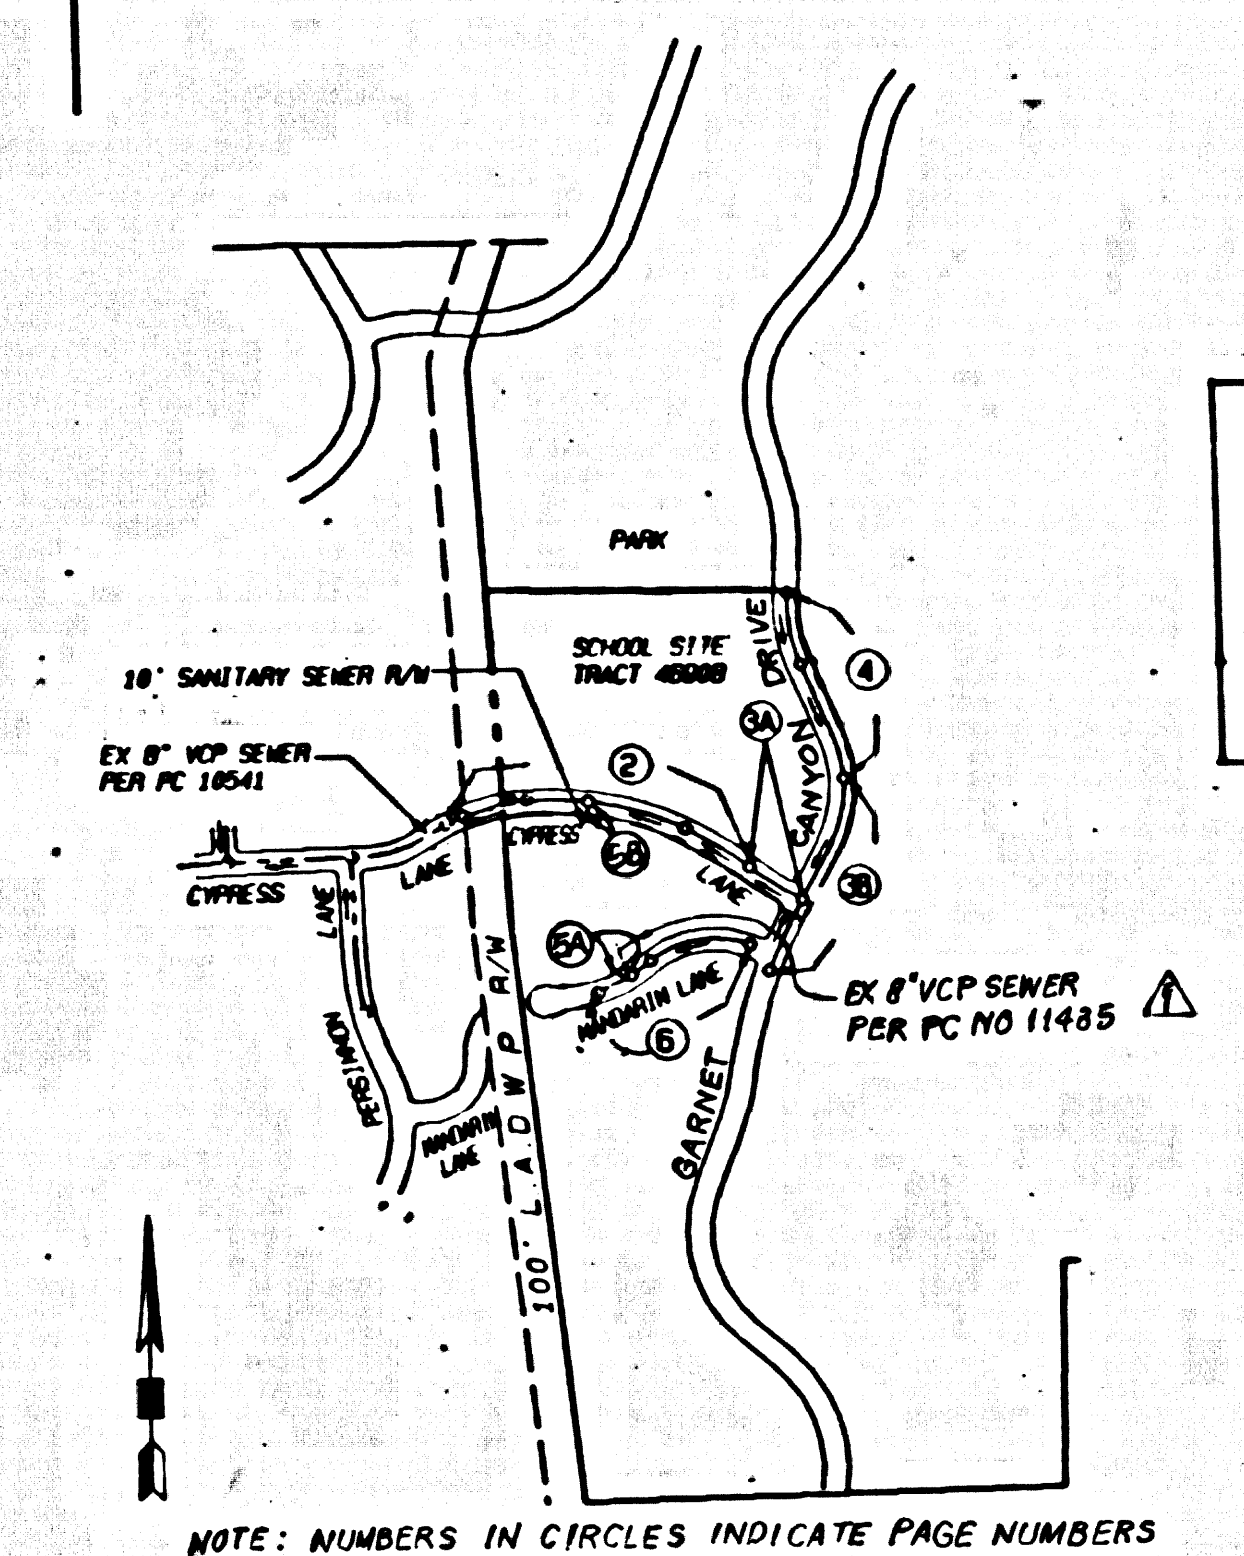 PARK
SCHOOL SITE
TRACT 46908
DRIVE
10' SANITARY SEWER R/W
4
3A
CANYON
EX 8" VCP SEWER
PER PC 10541
2
CYPRESS
LANE
5B
LANE
CYPRESS
LANE
3B
5A
R/W
MANDARIN LANE
EX 8" VCP SEWER
PER PC NO 11485
1
6
PERSIMMON
GARNET
MANDARIN
LANE
100' L.A.D.W.P
NOTE: NUMBERS IN CIRCLES INDICATE PAGE NUMBERS